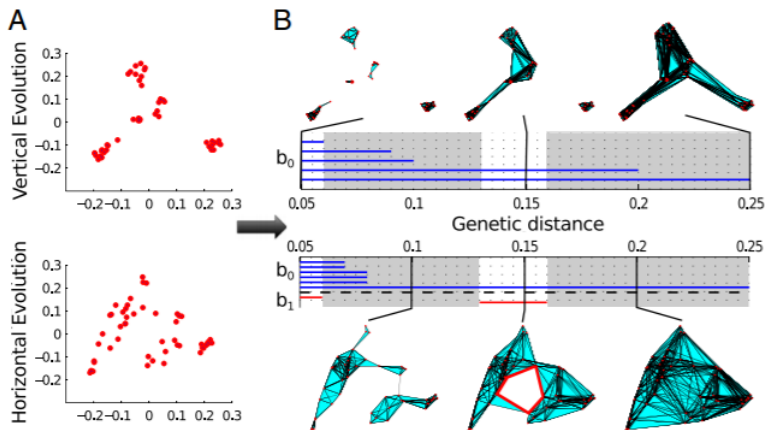 A
B
Vertical Evolution
0.3
0.2
0.1
0
−0.1
−0.2
−0.2 −0.1 0 0.1 0.2 0.3
b0
0.05 0.1 0.15 0.2 0.25
Genetic distance
0.05 0.1 0.15 0.2 0.25
b0
b1
Horizontal Evolution
0.3
0.2
0.1
0
−0.1
−0.2
−0.2 −0.1 0 0.1 0.2 0.3